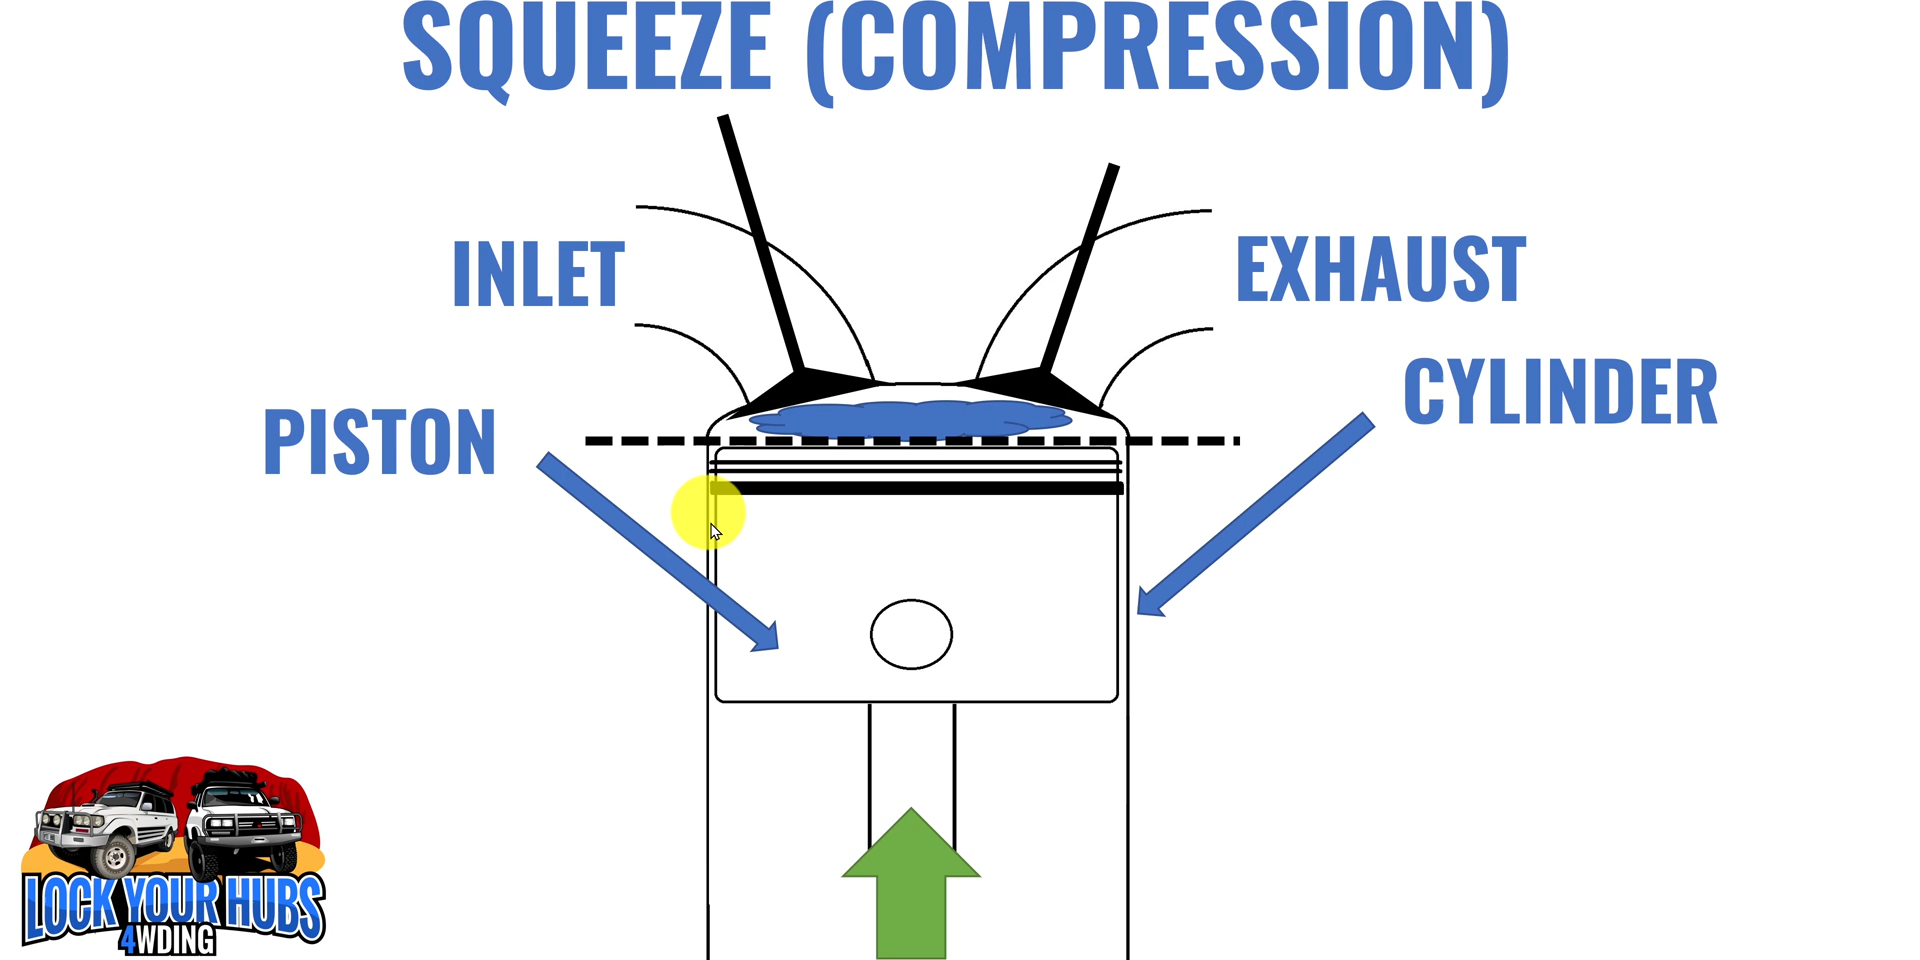 SQUEEZE (COMPRESSION)
INLET
EXHAUST
CYLINDER
PISTON
LOCK YOUR HUBS
4WDING